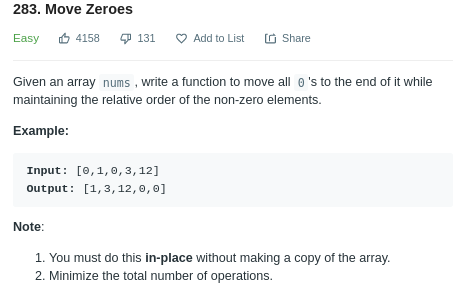 283. Move Zeroes
Easy 4158 131 Add to List Share
Given an array nums, write a function to move all 0 's to the end of it while
maintaining the relative order of the non-zero elements.
Example:
Input: [0,1,0,3,12]
Output: [1,3,12,0,0]
Note:
1. You must do this in-place without making a copy of the array.
2. Minimize the total number of operations.